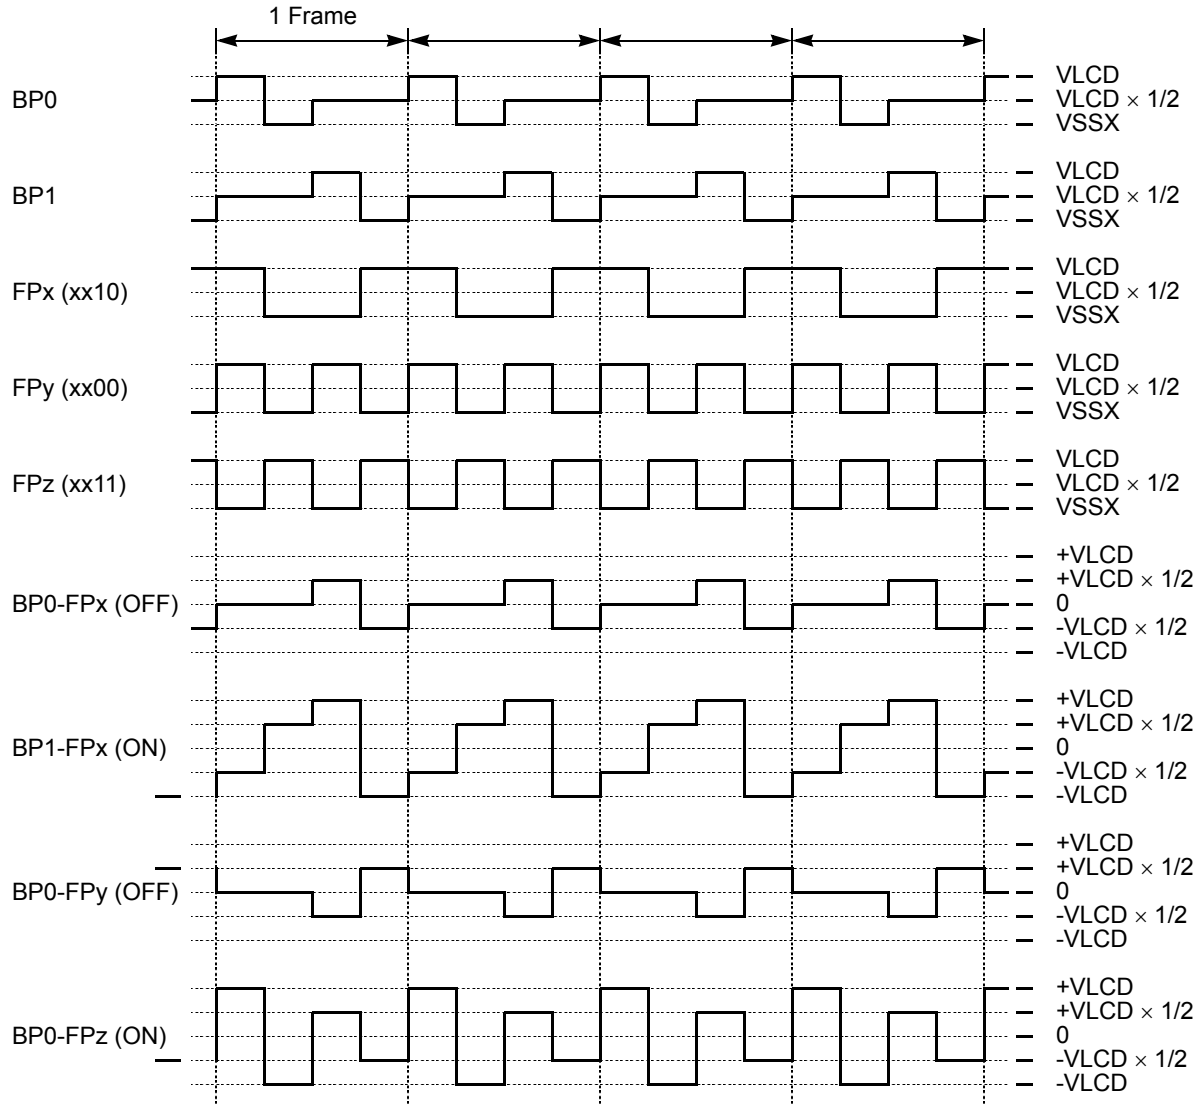 1 Frame
BP0
VLCD
VLCD × 1/2
VSSX
BP1
VLCD
VLCD × 1/2
VSSX
FPx (xx10)
VLCD
VLCD × 1/2
VSSX
FPy (xx00)
VLCD
VLCD × 1/2
VSSX
FPz (xx11)
VLCD
VLCD × 1/2
VSSX
BP0-FPx (OFF)
+VLCD
+VLCD × 1/2
0
-VLCD × 1/2
-VLCD
BP1-FPx (ON)
+VLCD
+VLCD × 1/2
0
-VLCD × 1/2
-VLCD
BP0-FPy (OFF)
+VLCD
+VLCD × 1/2
0
-VLCD × 1/2
-VLCD
BP0-FPz (ON)
+VLCD
+VLCD × 1/2
0
-VLCD × 1/2
-VLCD